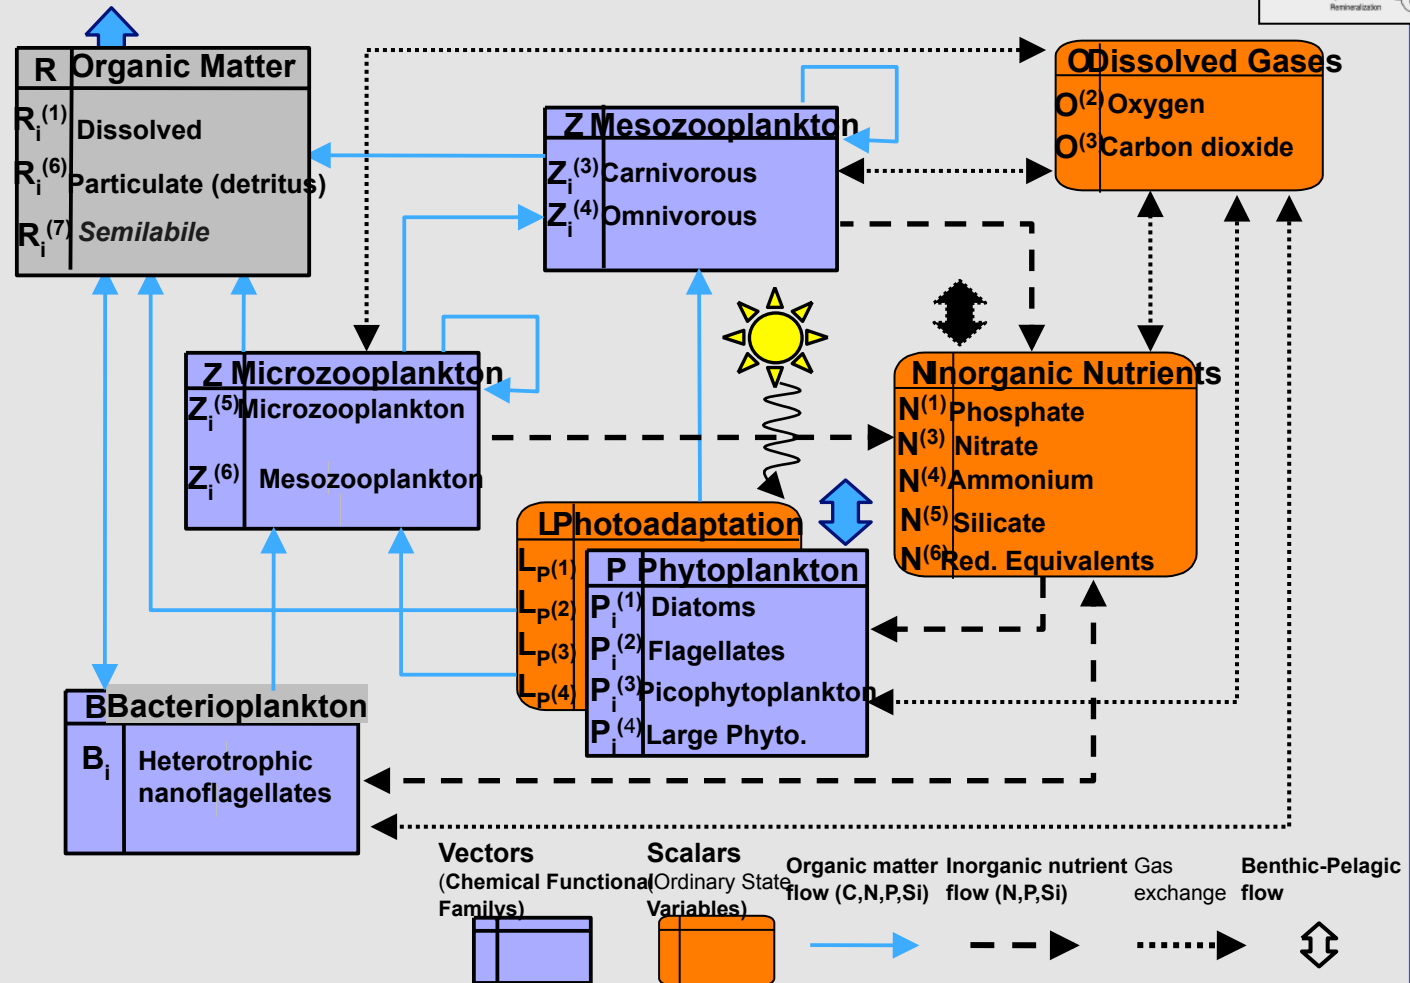 Remineralization
R Organic Matter
Ri(1) Dissolved
Ri(6) Particulate (detritus)
Ri(7) Semilabile
Z Mesozooplankton
Zi(3) Carnivorous
Zi(4) Omnivorous
O Dissolved Gases
O(2) Oxygen
O(3) Carbon dioxide
Z Microzooplankton
Zi(5) Microzooplankton
Zi(6) Mesozooplankton
N Inorganic Nutrients
N(1) Phosphate
N(3) Nitrate
N(4) Ammonium
N(5) Silicate
N(6) Red. Equivalents
L Photoadaptation
LP(1)
LP(2)
LP(3)
LP(4)
P Phytoplankton
Pi(1) Diatoms
Pi(2) Flagellates
Pi(3) Picophytoplankton
Pi(4) Large Phyto.
B Bacterioplankton
Bi Heterotrophic
nanoflagellates
Vectors
(Chemical Functional
Familys)
Scalars
(Ordinary State
Variables)
Organic matter
flow (C,N,P,Si)
Inorganic nutrient
flow (N,P,Si)
Gas
exchange
Benthic-Pelagic
flow